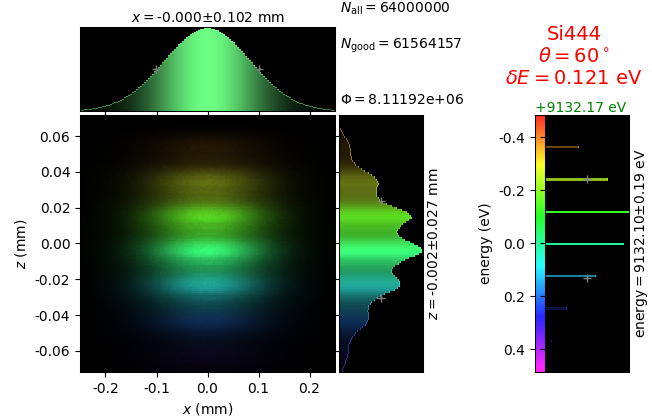 x = -0.000±0.102 mm
N_all = 64000000
N_good = 61564157
Φ = 8.11192e+06
Si444
θ = 60°
δE = 0.121 eV
+9132.17 eV
0.06
0.04
0.02
0.00
-0.02
-0.04
-0.06
z (mm)
-0.2
-0.1
0.0
0.1
0.2
x (mm)
z = -0.002±0.027 mm
-0.4
-0.2
0.0
0.2
0.4
energy (eV)
energy = 9132.10±0.19 eV